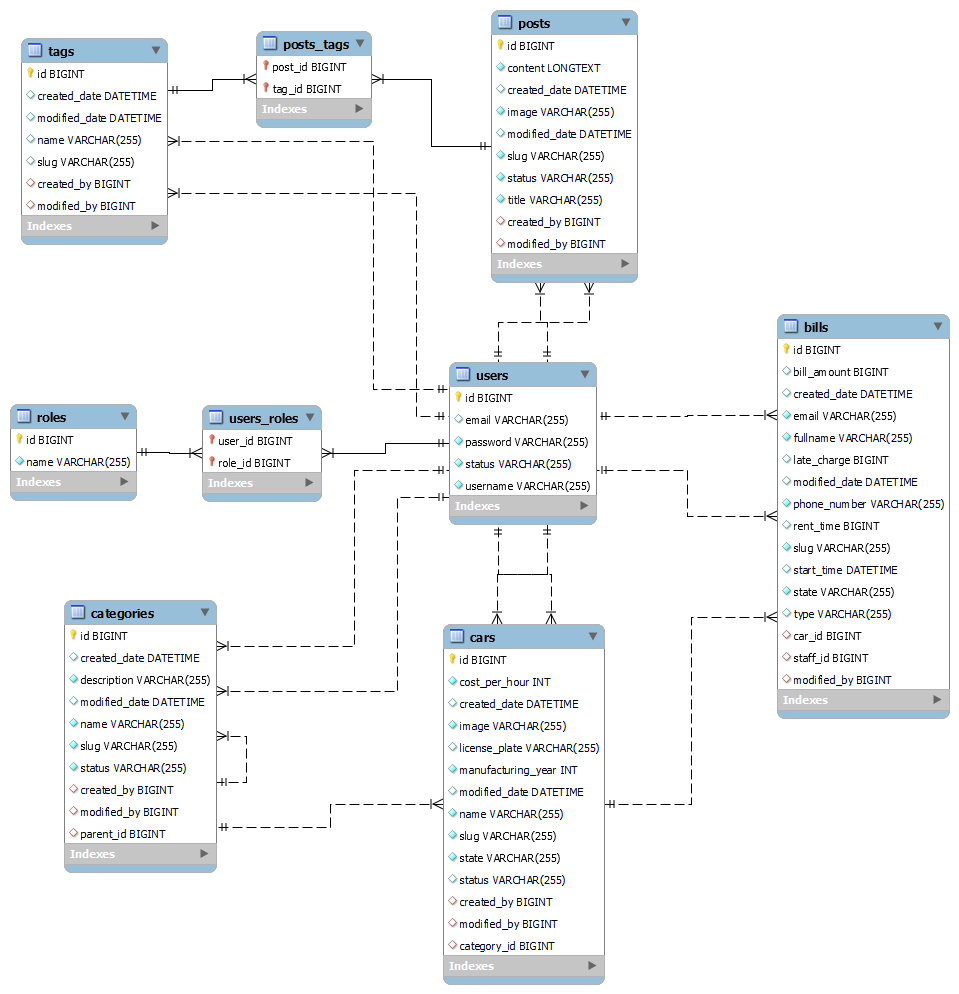 tags
id BIGINT
created_date DATETIME
modified_date DATETIME
name VARCHAR(255)
slug VARCHAR(255)
created_by BIGINT
modified_by BIGINT
Indexes
posts_tags
post_id BIGINT
tag_id BIGINT
Indexes
posts
id BIGINT
content LONGTEXT
created_date DATETIME
image VARCHAR(255)
modified_date DATETIME
slug VARCHAR(255)
status VARCHAR(255)
title VARCHAR(255)
created_by BIGINT
modified_by BIGINT
Indexes
roles
id BIGINT
name VARCHAR(255)
Indexes
users_roles
user_id BIGINT
role_id BIGINT
Indexes
users
id BIGINT
email VARCHAR(255)
password VARCHAR(255)
status VARCHAR(255)
username VARCHAR(255)
Indexes
bills
id BIGINT
bill_amount BIGINT
created_date DATETIME
email VARCHAR(255)
fullname VARCHAR(255)
late_charge BIGINT
modified_date DATETIME
phone_number VARCHAR(255)
rent_time BIGINT
slug VARCHAR(255)
start_time DATETIME
state VARCHAR(255)
type VARCHAR(255)
car_id BIGINT
staff_id BIGINT
modified_by BIGINT
Indexes
categories
id BIGINT
created_date DATETIME
description VARCHAR(255)
modified_date DATETIME
name VARCHAR(255)
slug VARCHAR(255)
status VARCHAR(255)
created_by BIGINT
modified_by BIGINT
parent_id BIGINT
Indexes
cars
id BIGINT
cost_per_hour INT
created_date DATETIME
image VARCHAR(255)
license_plate VARCHAR(255)
manufacturing_year INT
modified_date DATETIME
name VARCHAR(255)
slug VARCHAR(255)
state VARCHAR(255)
status VARCHAR(255)
created_by BIGINT
modified_by BIGINT
category_id BIGINT
Indexes